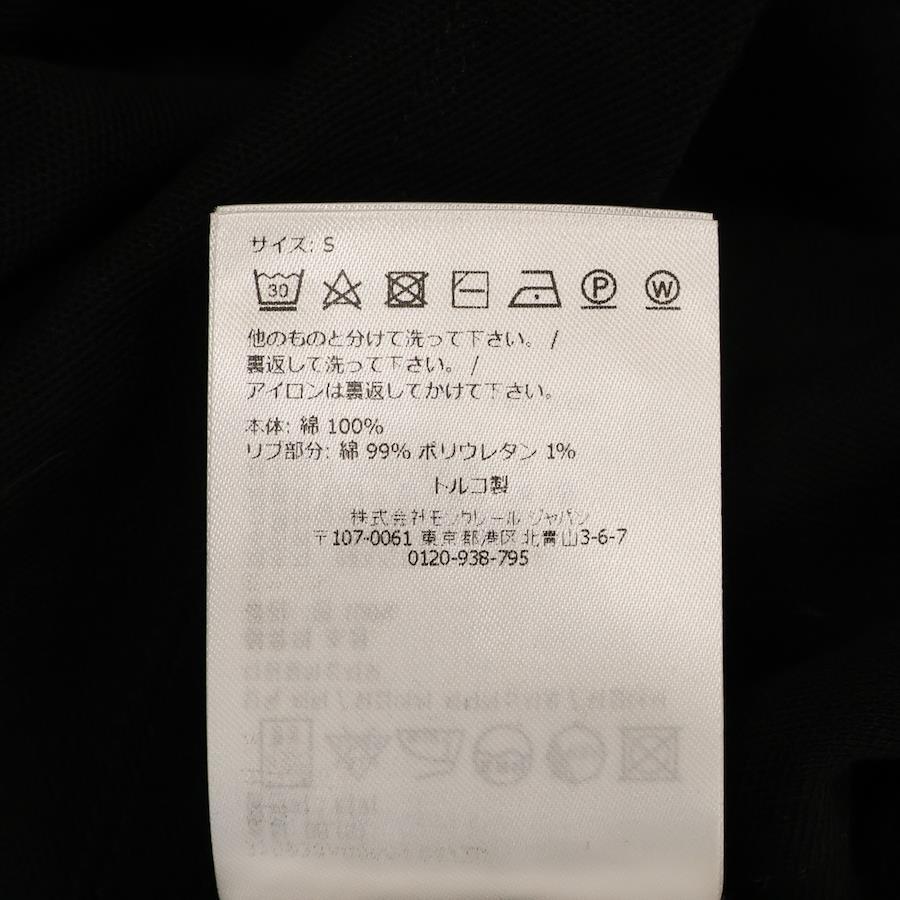 サイズ: S
30 P W
他のものと分けて洗って下さい。 /
裏返して洗って下さい。 /
アイロンは裏返してかけて下さい。
本体: 綿 100%
リブ部分: 綿 99% ポリウレタン 1%
トルコ製
株式会社モンクレール ジャパン
〒107-0061 東京都港区北青山3-6-7
0120-938-795